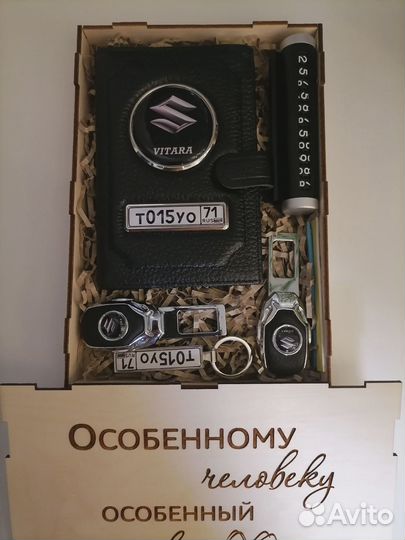 VITARA
Т015УО 71
RUS
Т015УО 71
ОСОБЕННОМУ
человеку
ОСОБЕННЫЙ
Avito